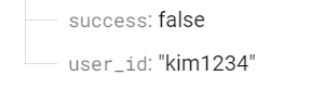 success: false
user_id: "kim1234"